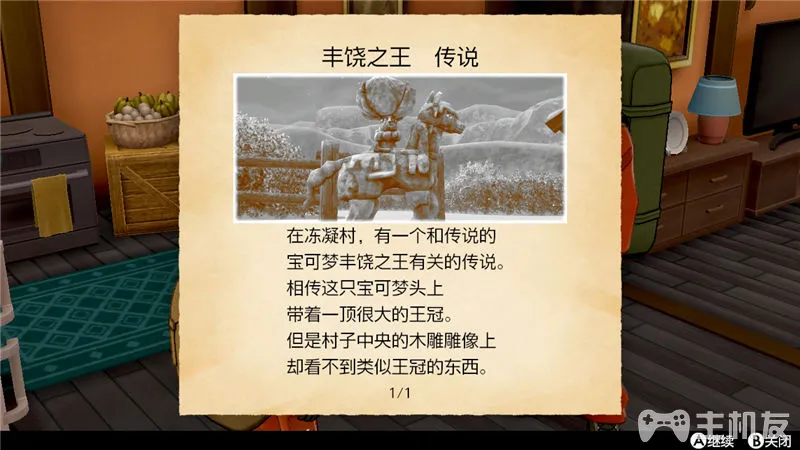 丰饶之王 传说
在冻凝村，有一个和传说的
宝可梦丰饶之王有关的传说。
相传这只宝可梦头上
带着一顶很大的王冠。
但是村子中央的木雕雕像上
却看不到类似王冠的东西。
1/1
主机友
A继续 B关闭